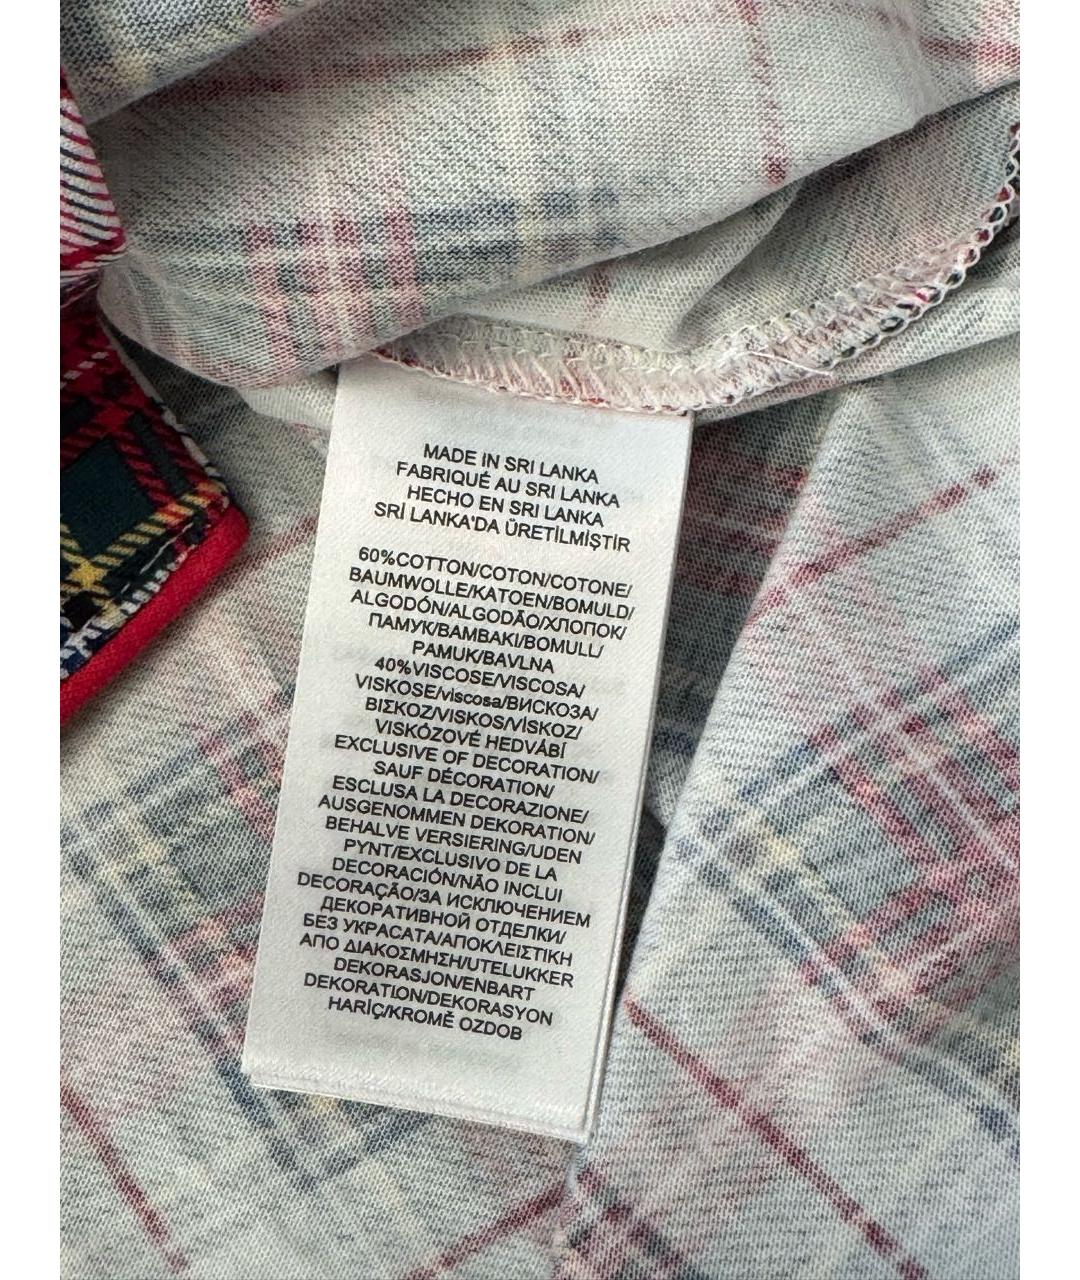 MADE IN SRI LANKA
FABRIQUÉ AU SRI LANKA
HECHO EN SRI LANKA
SRİ LANKA'DA ÜRETİLMİŞTİR
60%COTTON/COTON/COTONE/
BAUMWOLLE/KATOEN/BOMULD/
ALGODÓN/ALGODÃO/ХЛОПОК/
ПАМУК/ΒΑΜΒΑΚΙ/BOMULL/
PAMUK/BAVLNA
40%VISCOSE/VISCOSA/
VISKOSE/viscosa/ВИСКОЗА/
ΒΙΣΚΟΖ/VISKOS/VİSKOZ/
VISKÓZOVÉ HEDVÁBÍ
EXCLUSIVE OF DECORATION/
SAUF DÉCORATION/
ESCLUSA LA DECORAZIONE/
AUSGENOMMEN DEKORATION/
BEHALVE VERSIERING/UDEN
PYNT/EXCLUSIVO DE LA
DECORACIÓN/NÃO INCLUI
DECORAÇÃO/ЗА ИСКЛЮЧЕНИЕМ
ДЕКОРАТИВНОЙ ОТДЕЛКИ/
БЕЗ УКРАСАТА/ΑΠΟΚΛΕΙΣΤΙΚΗ
ΑΠΟ ΔΙΑΚΟΣΜΗΣΗ/UTELUKKER
DEKORASJON/ENBART
DEKORATION/DEKORASYON
HARİÇ/KROMĚ OZDOB